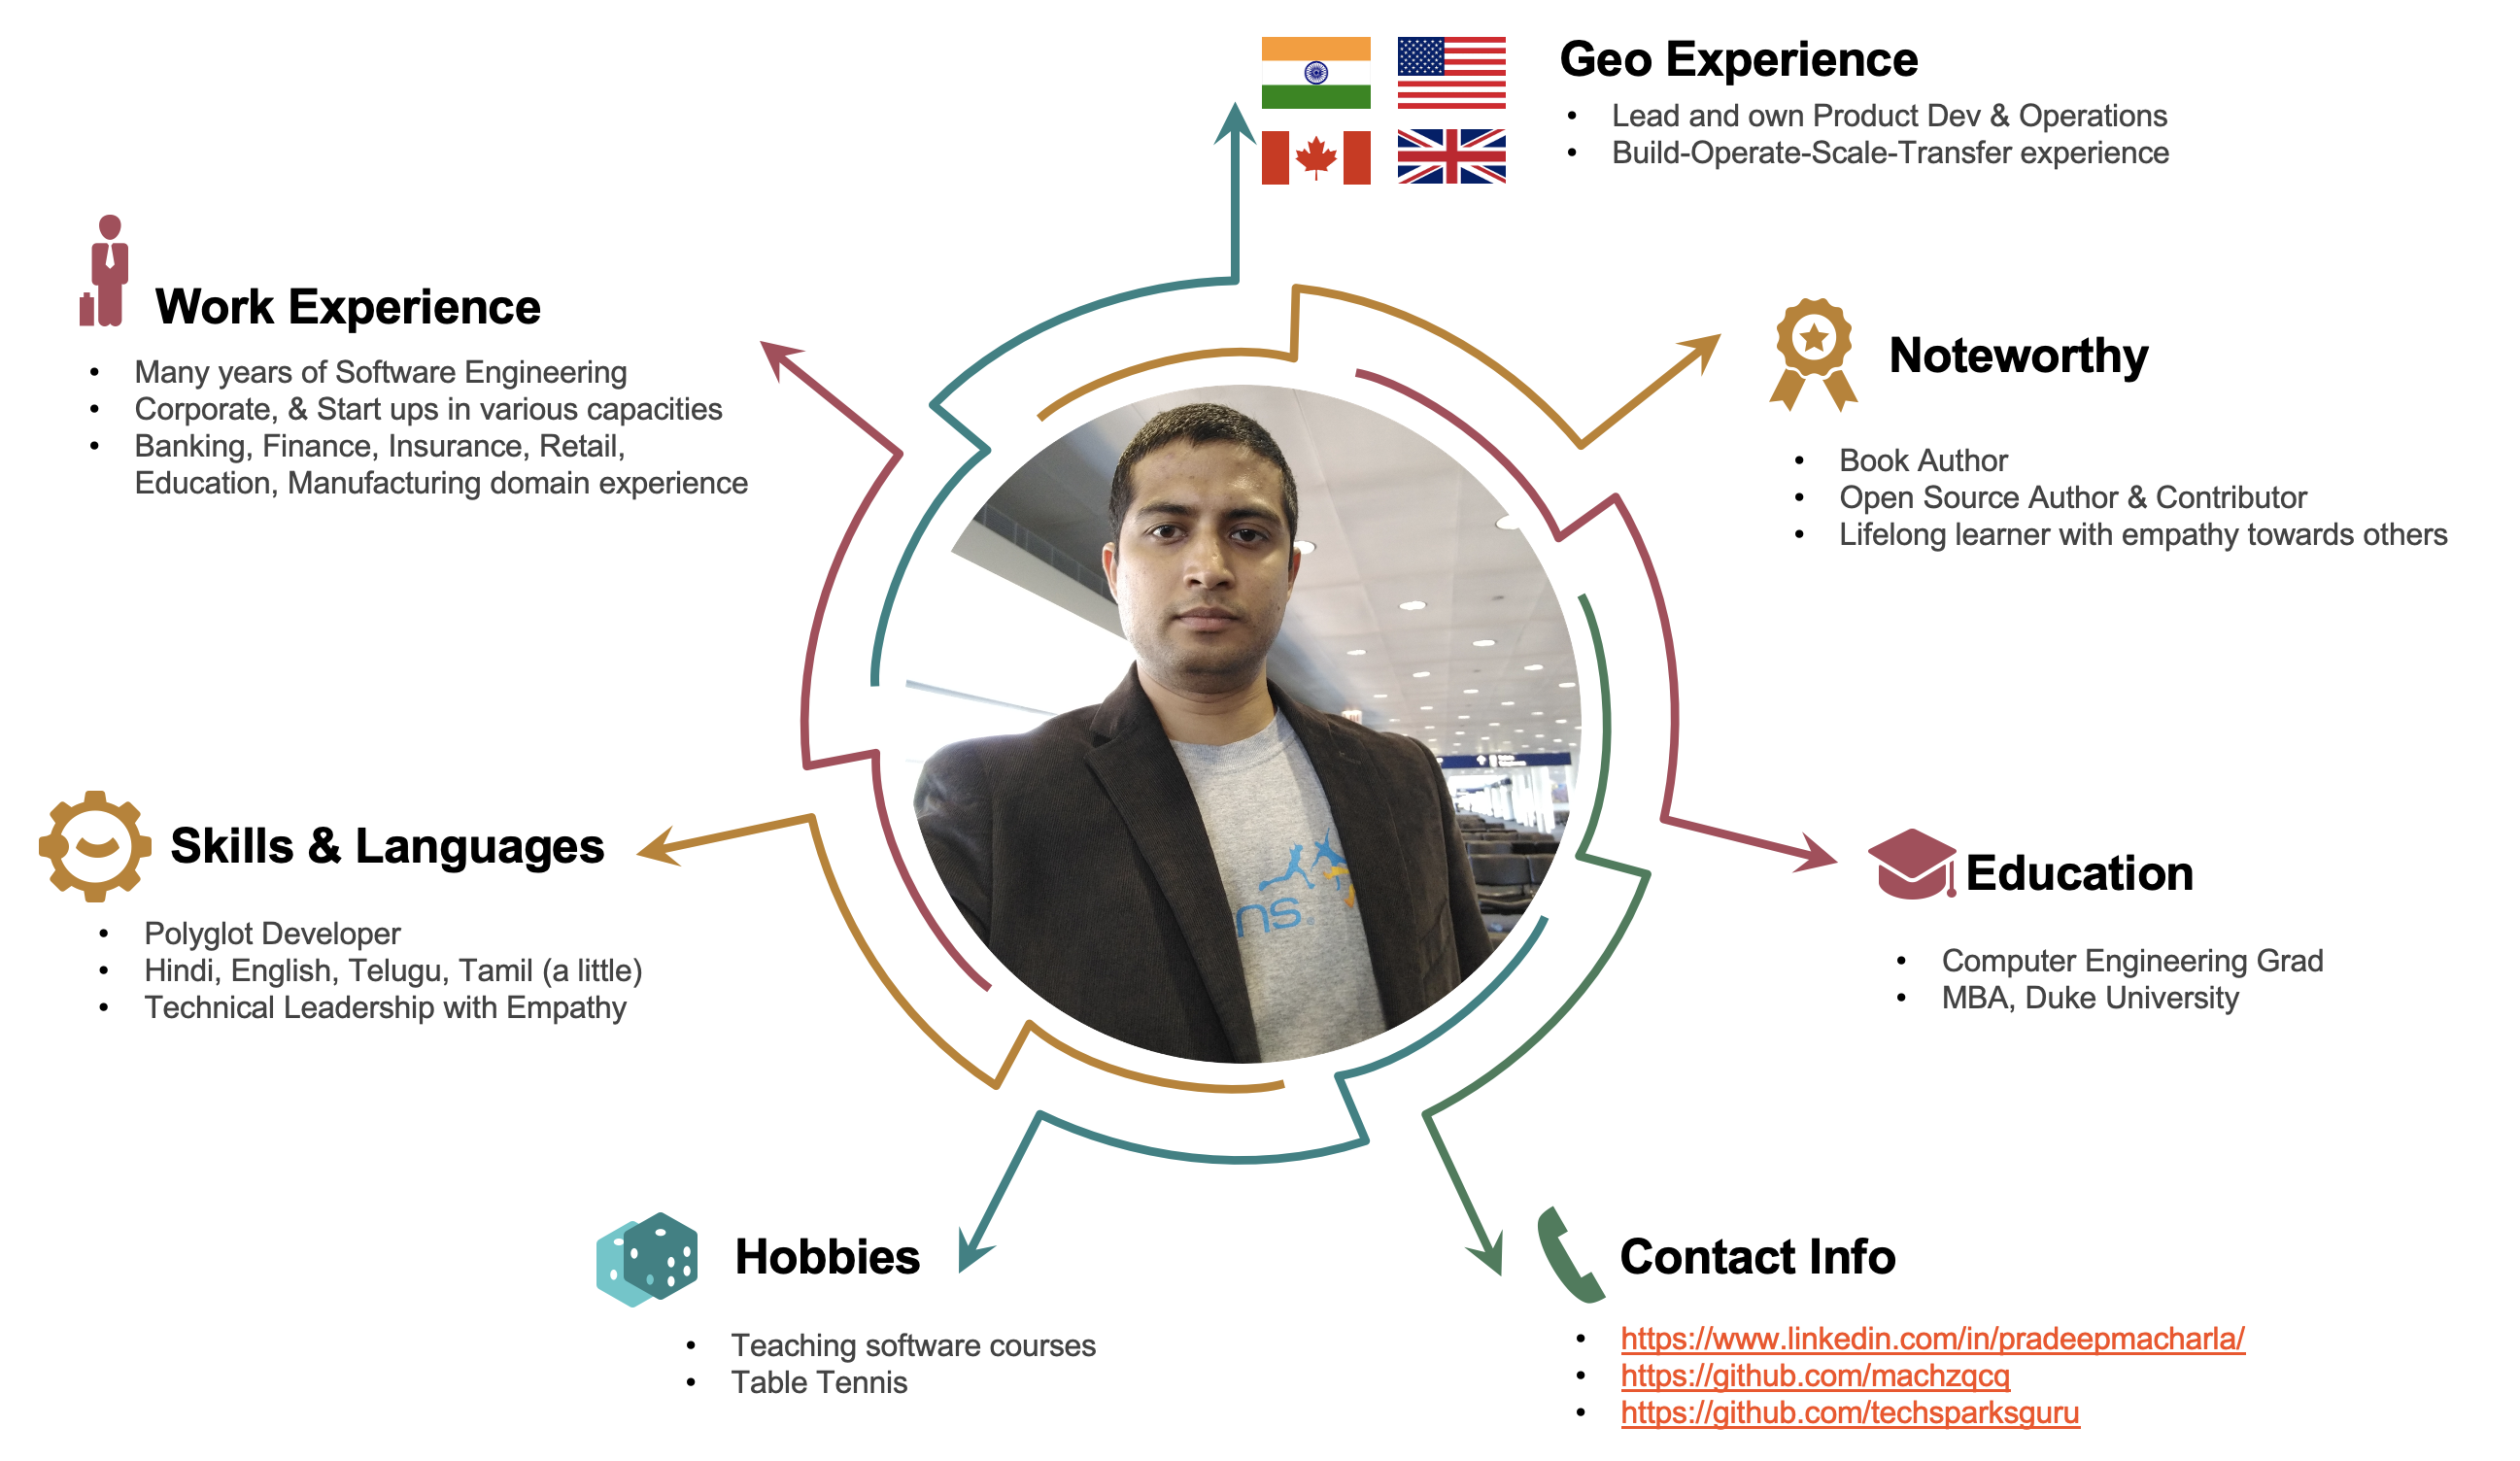 Geo Experience
• Lead and own Product Dev & Operations
• Build-Operate-Scale-Transfer experience
Work Experience
• Many years of Software Engineering
• Corporate, & Start ups in various capacities
• Banking, Finance, Insurance, Retail,
Education, Manufacturing domain experience
Noteworthy
• Book Author
• Open Source Author & Contributor
• Lifelong learner with empathy towards others
Skills & Languages
• Polyglot Developer
• Hindi, English, Telugu, Tamil (a little)
• Technical Leadership with Empathy
ns
Education
• Computer Engineering Grad
• MBA, Duke University
Hobbies
• Teaching software courses
• Table Tennis
Contact Info
• https://www.linkedin.com/in/pradeepmacharla/
• https://github.com/machzqcq
• https://github.com/techsparksguru